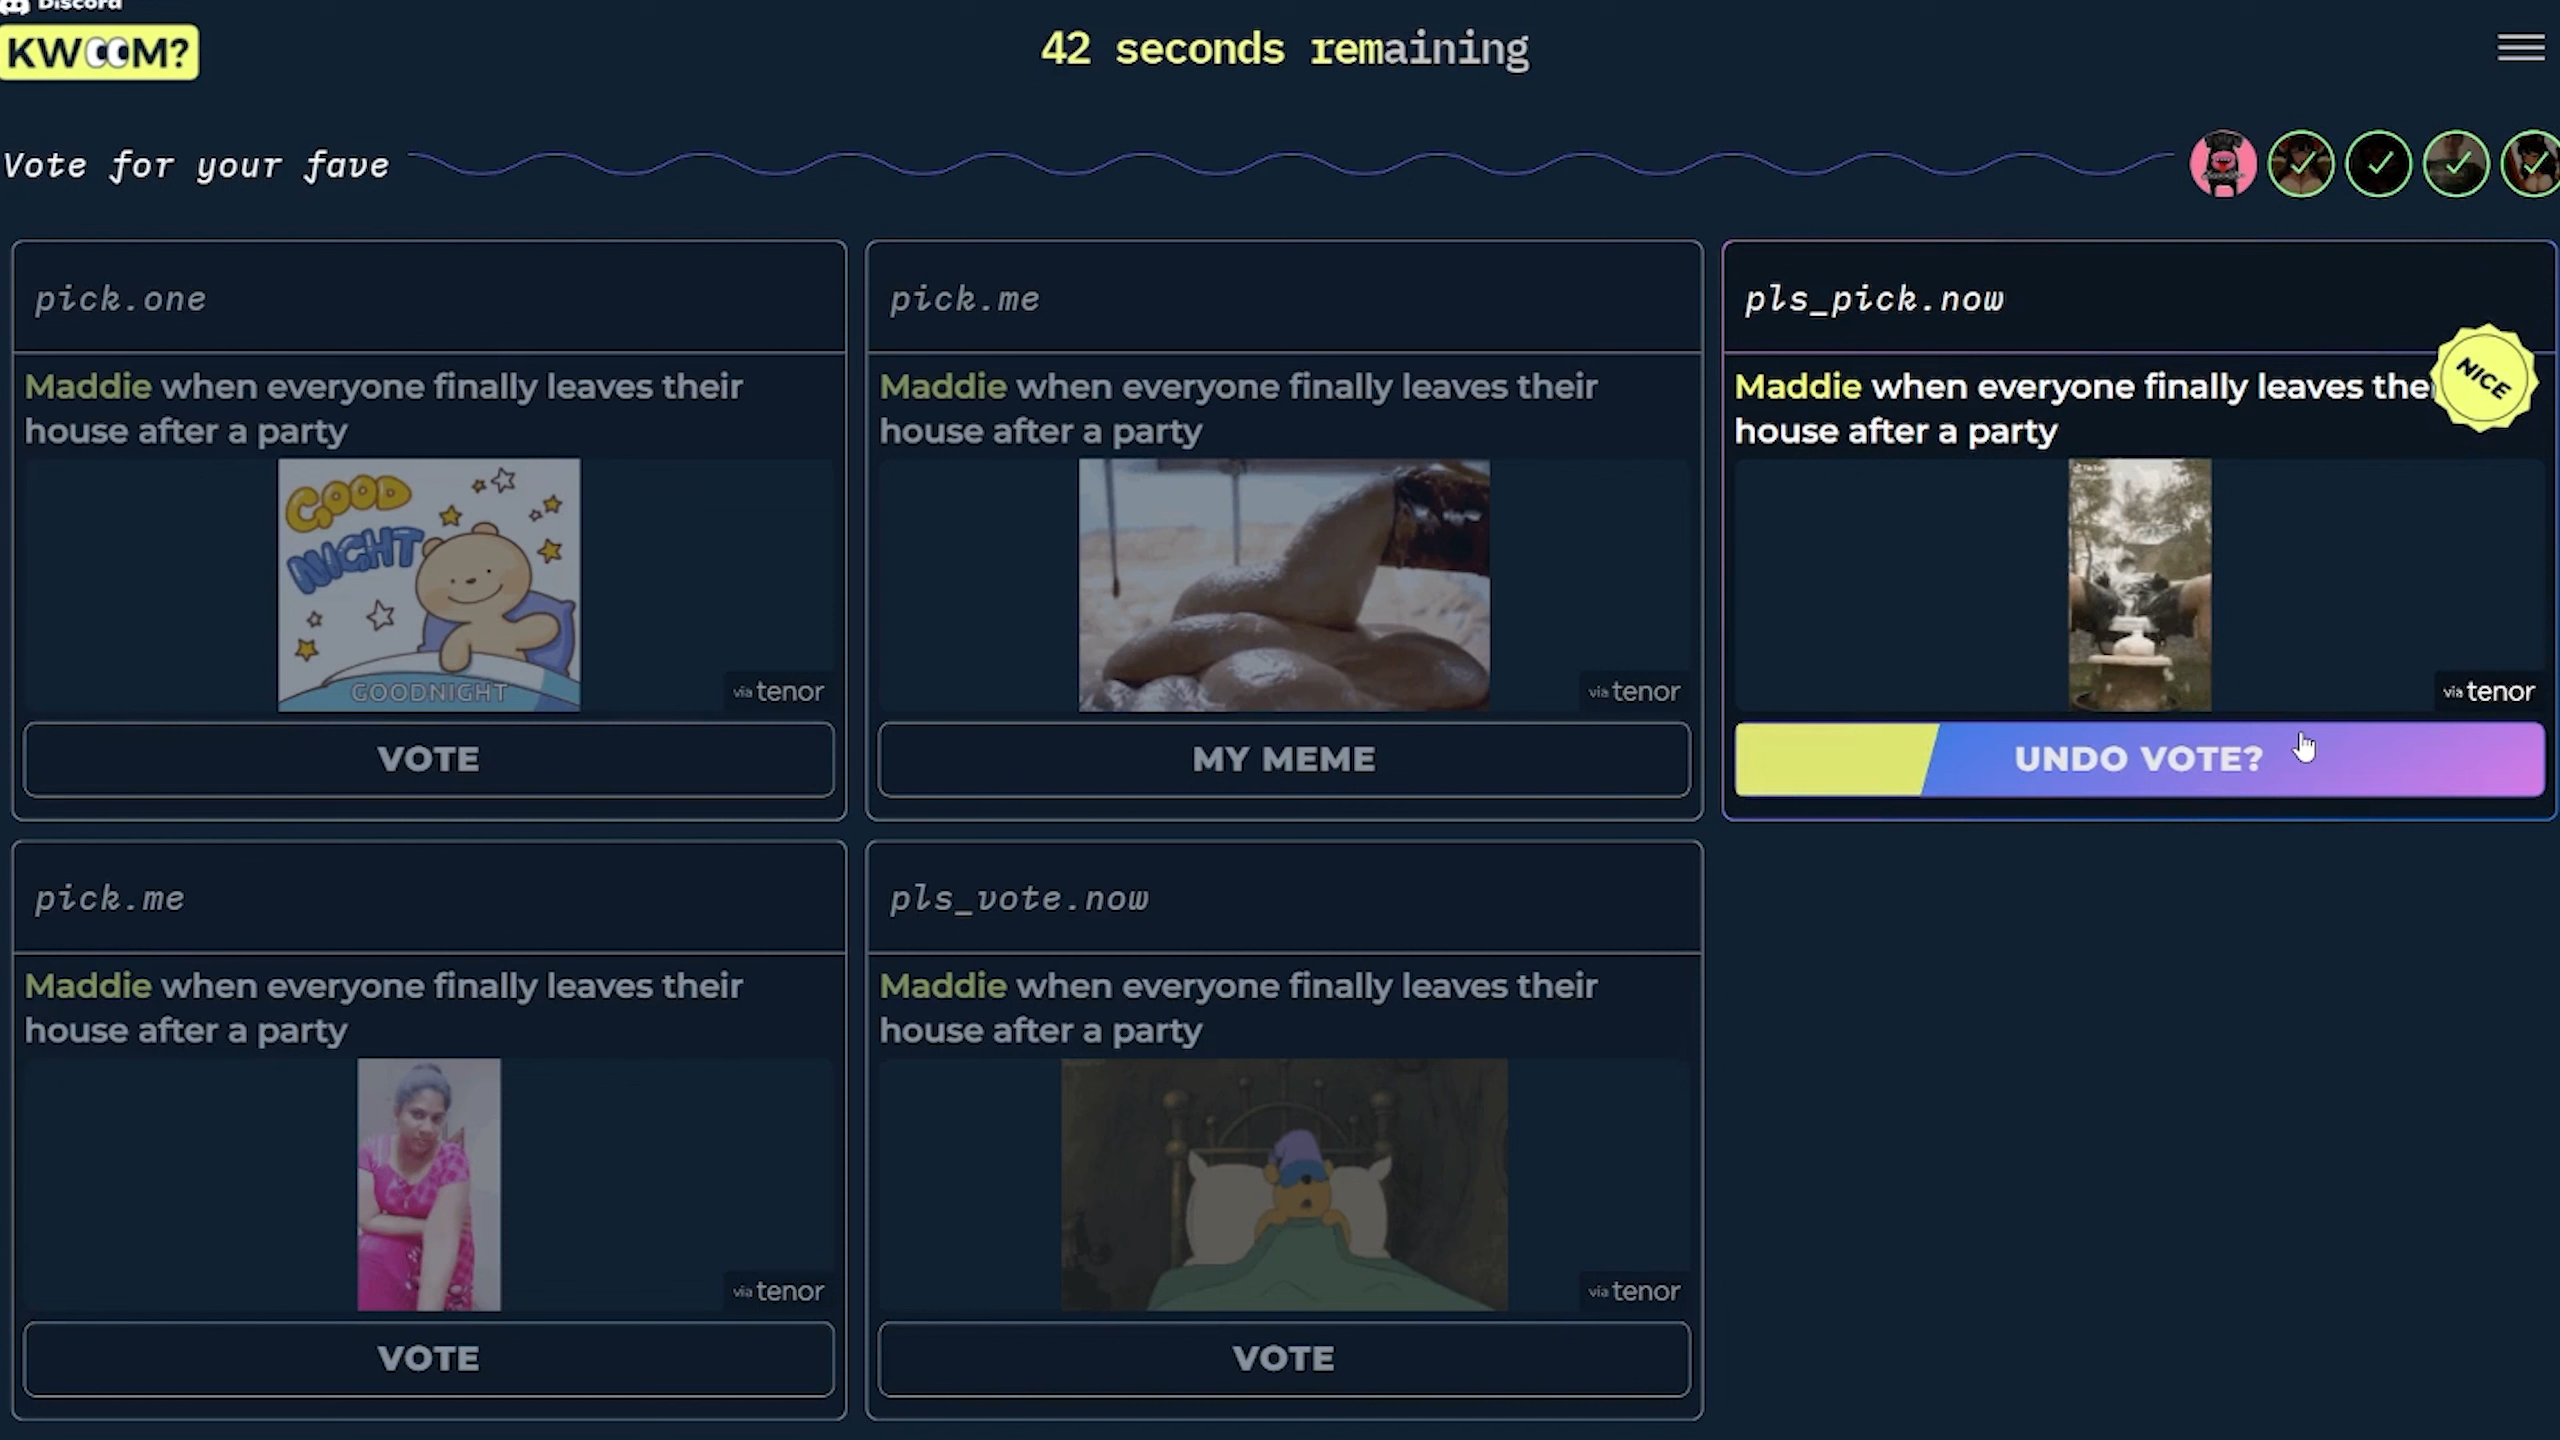 Discord
KWOOM?
42 seconds remaining
Vote for your fave
pick.one
Maddie when everyone finally leaves their
house after a party
GOOD
NIGHT
GOODNIGHT
via tenor
VOTE
pick.me
Maddie when everyone finally leaves their
house after a party
via tenor
MY MEME
pls_pick.now
Maddie when everyone finally leaves thei
house after a party
NICE
via tenor
UNDO VOTE?
pick.me
Maddie when everyone finally leaves their
house after a party
via tenor
VOTE
pls_vote.now
Maddie when everyone finally leaves their
house after a party
via tenor
VOTE